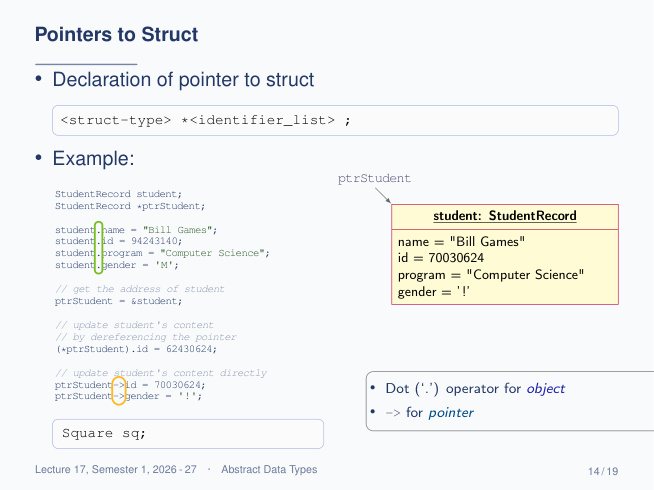 Pointers to Struct
• Declaration of pointer to struct
<struct-type> *<identifier_list> ;
• Example:
StudentRecord student;
StudentRecord *ptrStudent;
student.name = "Bill Games";
student.id = 94243140;
student.program = "Computer Science";
student.gender = 'M';
// get the address of student
ptrStudent = &student;
// update student's content
// by dereferencing the pointer
(*ptrStudent).id = 62430624;
// update student's content directly
ptrStudent->id = 70030624;
ptrStudent->gender = '!';
Square sq;
ptrStudent
student: StudentRecord
name = "Bill Games"
id = 70030624
program = "Computer Science"
gender = '!'
• Dot (‘.’) operator for object
• -> for pointer
Lecture 17, Semester 1, 2026 - 27 · Abstract Data Types
14 / 19